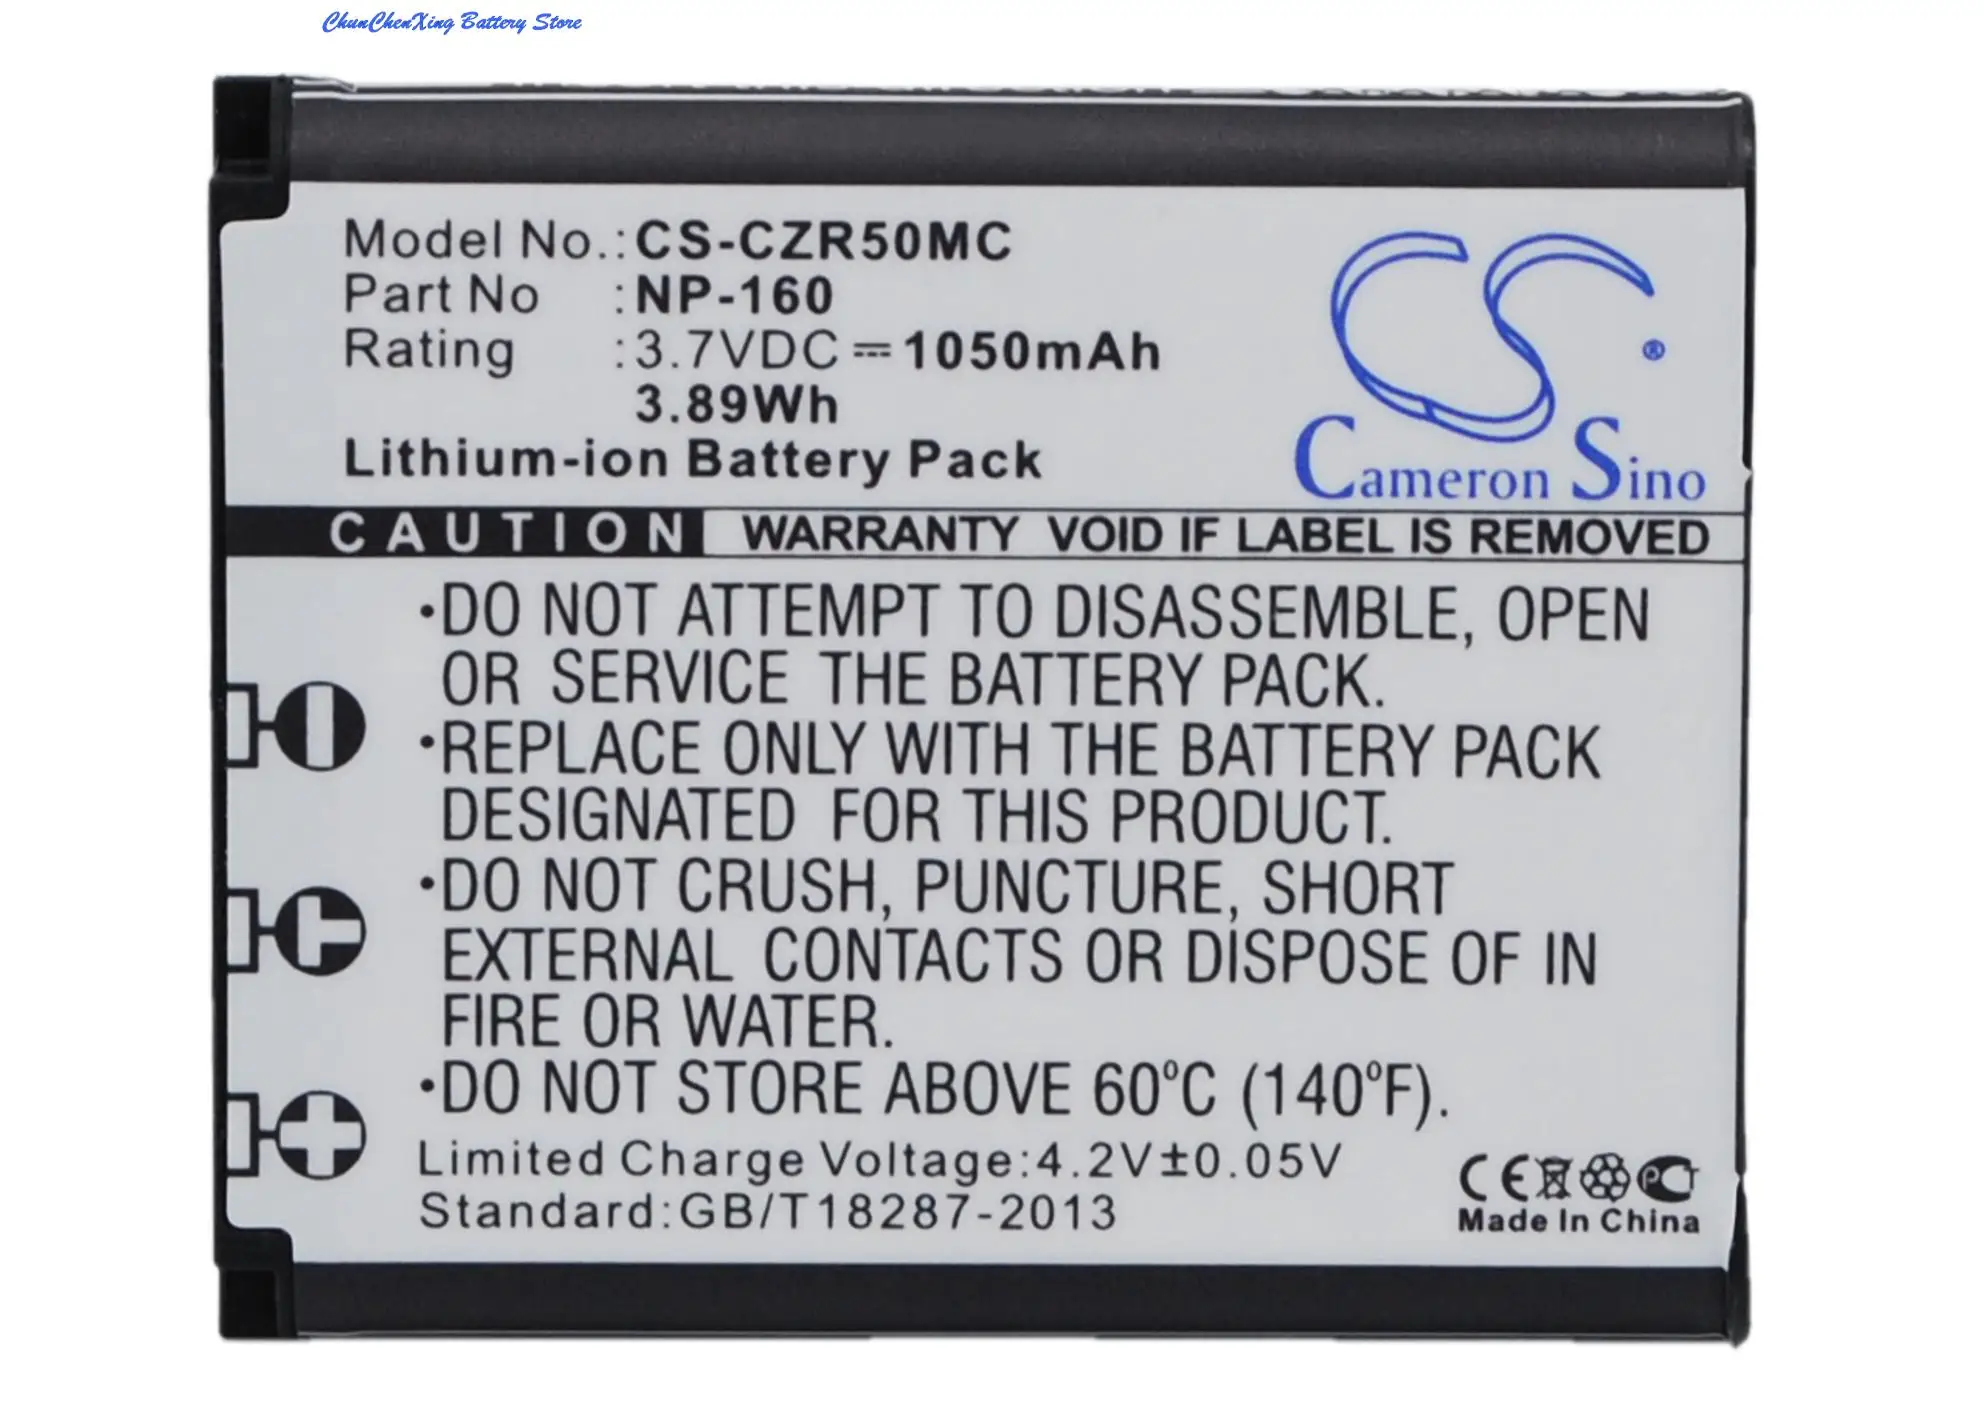 ChunChenXing Battery Store
Model No.:CS-CZR50MC
Part No :NP-160
Rating :3.7VDC⎓1050mAh
3.89Wh
Lithium-ion Battery Pack
CS®
Cameron Sino
CAUTION WARRANTY VOID IF LABEL IS REMOVED
•DO NOT ATTEMPT TO DISASSEMBLE, OPEN
OR SERVICE THE BATTERY PACK.
•REPLACE ONLY WITH THE BATTERY PACK
DESIGNATED FOR THIS PRODUCT.
•DO NOT CRUSH, PUNCTURE, SHORT
EXTERNAL CONTACTS OR DISPOSE OF IN
FIRE OR WATER.
•DO NOT STORE ABOVE 60ºC (140ºF).
Limited Charge Voltage:4.2V±0.05V
Standard:GB/T18287-2013
CE
Made In China